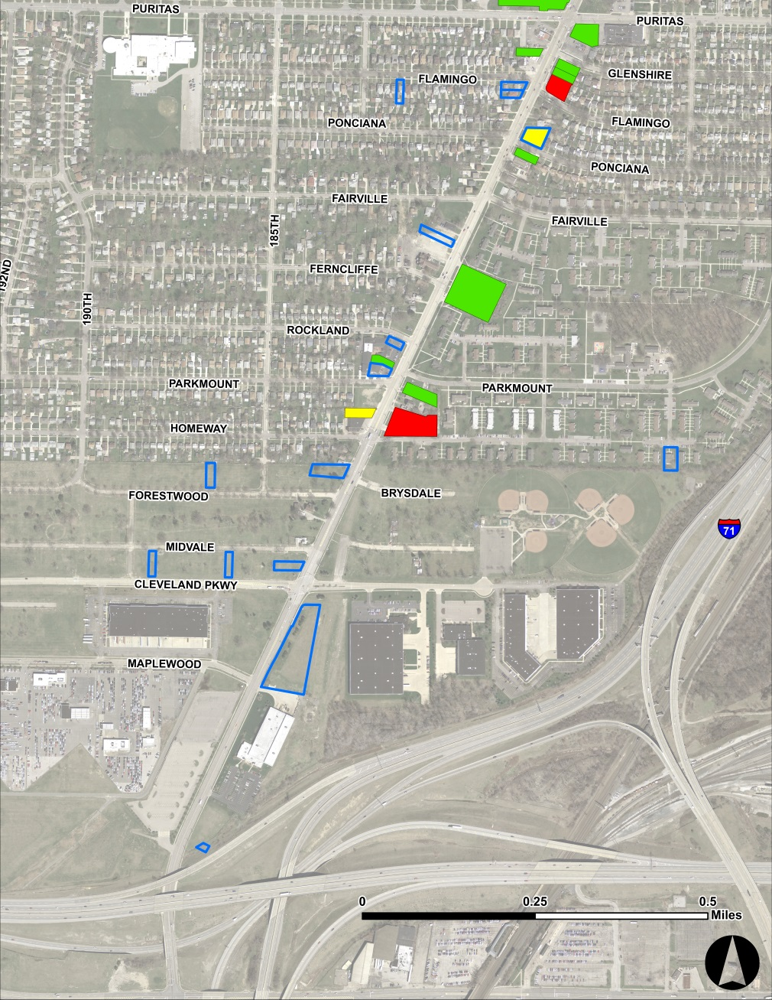 PURITAS
PURITAS
FLAMINGO
GLENSHIRE
PONCIANA
FLAMINGO
PONCIANA
FAIRVILLE
FAIRVILLE
185TH
FERNCLIFFE
192ND
190TH
ROCKLAND
PARKMOUNT
PARKMOUNT
HOMEWAY
FORESTWOOD
BRYSDALE
71
MIDVALE
CLEVELAND PKWY
MAPLEWOOD
0 0.25 0.5
Miles